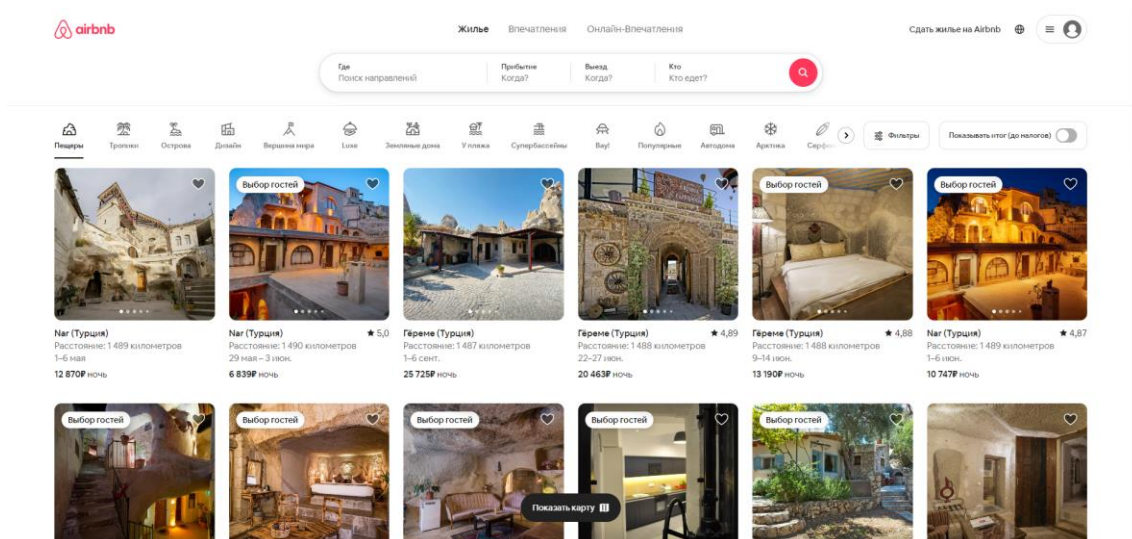 airbnb
Жилье Впечатления Онлайн-Впечатления
Сдать жилье на Airbnb
Где Прибытие Выезд Кто
Поиск направлений Когда? Когда? Кто едет?
Пещеры Тропики Острова Дизайн Вершина мира Luxe Земляные дома У пляжа Супербассейны Вау! Популярные Автодома Арктика Серфинг
Фильтры
Показывать итог (до налогов)
Выбор гостей Выбор гостей Выбор гостей
Nar (Турция) Nar (Турция) 5,0 Гёреме (Турция) Гёреме (Турция) 4,89 Гёреме (Турция) 4,88 Nar (Турция) 4,87
Расстояние: 1 489 километров Расстояние: 1 490 километров Расстояние: 1 487 километров Расстояние: 1 488 километров Расстояние: 1 488 километров Расстояние: 1 489 километров
1–6 мая 29 мая – 3 июн. 1–6 сент. 22–27 июн. 9–14 июн. 1–6 июн.
12 870₽ ночь 6 839₽ ночь 25 725₽ ночь 20 463₽ ночь 13 190₽ ночь 10 747₽ ночь
Выбор гостей Выбор гостей Выбор гостей Выбор гостей Выбор гостей
Показать карту